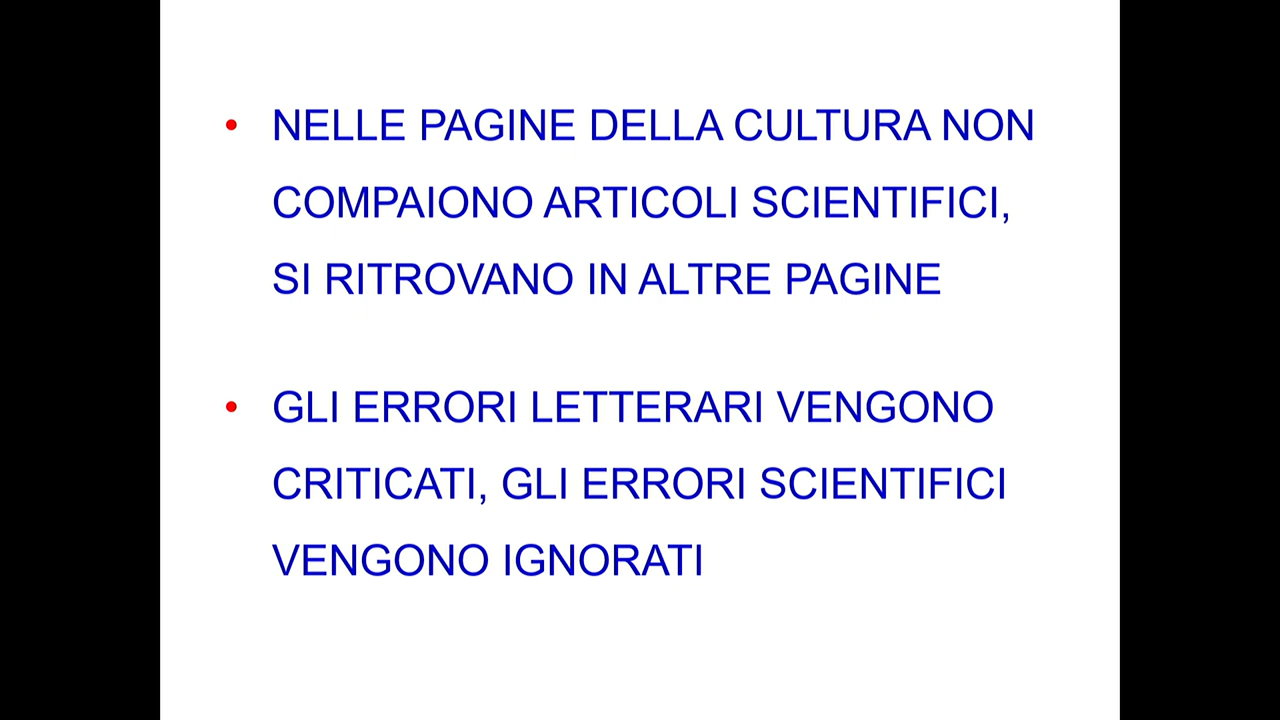 • NELLE PAGINE DELLA CULTURA NON
COMPAIONO ARTICOLI SCIENTIFICI,
SI RITROVANO IN ALTRE PAGINE
• GLI ERRORI LETTERARI VENGONO
CRITICATI, GLI ERRORI SCIENTIFICI
VENGONO IGNORATI